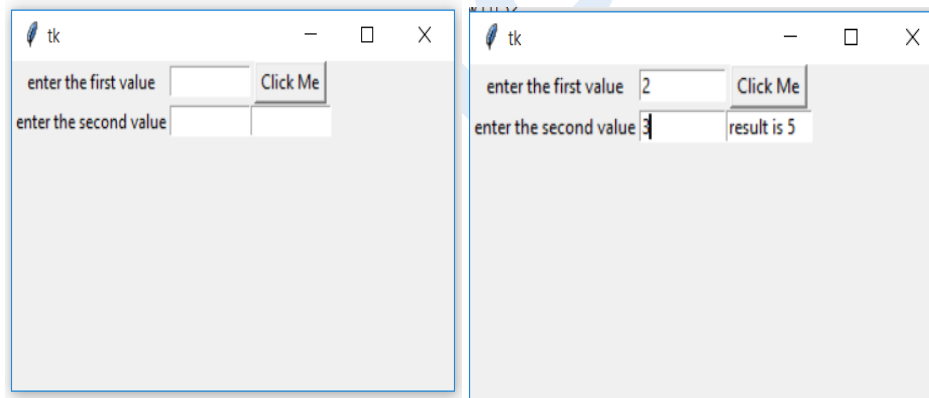 tk
enter the first value Click Me
enter the second value
tk
enter the first value 2 Click Me
enter the second value 3 result is 5